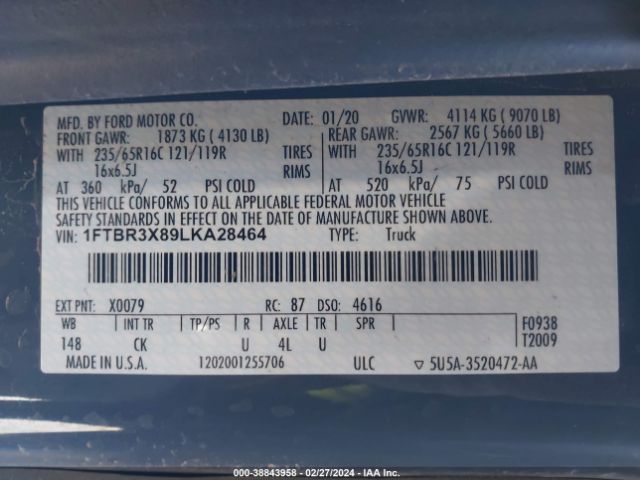 MFD. BY FORD MOTOR CO. DATE: 01/20 GVWR: 4114 KG ( 9070 LB)
FRONT GAWR: 1873 KG ( 4130 LB) REAR GAWR: 2567 KG ( 5660 LB)
WITH 235/65R16C 121/119R TIRES WITH 235/65R16C 121/119R TIRES
16x6.5J RIMS 16x6.5J RIMS
AT 360 kPa/ 52 PSI COLD AT 520 kPa/ 75 PSI COLD
THIS VEHICLE CONFORMS TO ALL APPLICABLE FEDERAL MOTOR VEHICLE
SAFETY STANDARDS IN EFFECT ON THE DATE OF MANUFACTURE SHOWN ABOVE.
VIN: 1FTBR3X89LKA28464 TYPE: Truck
EXT PNT: X0079 RC: 87 DSO: 4616
WB INT TR TP/PS R AXLE TR SPR F0938
148 CK U 4L U T2009
MADE IN U.S.A. 1202001255706 ULC ▽ 5U5A-3520472-AA
000-38843958 - 02/27/2024 - IAAI.com